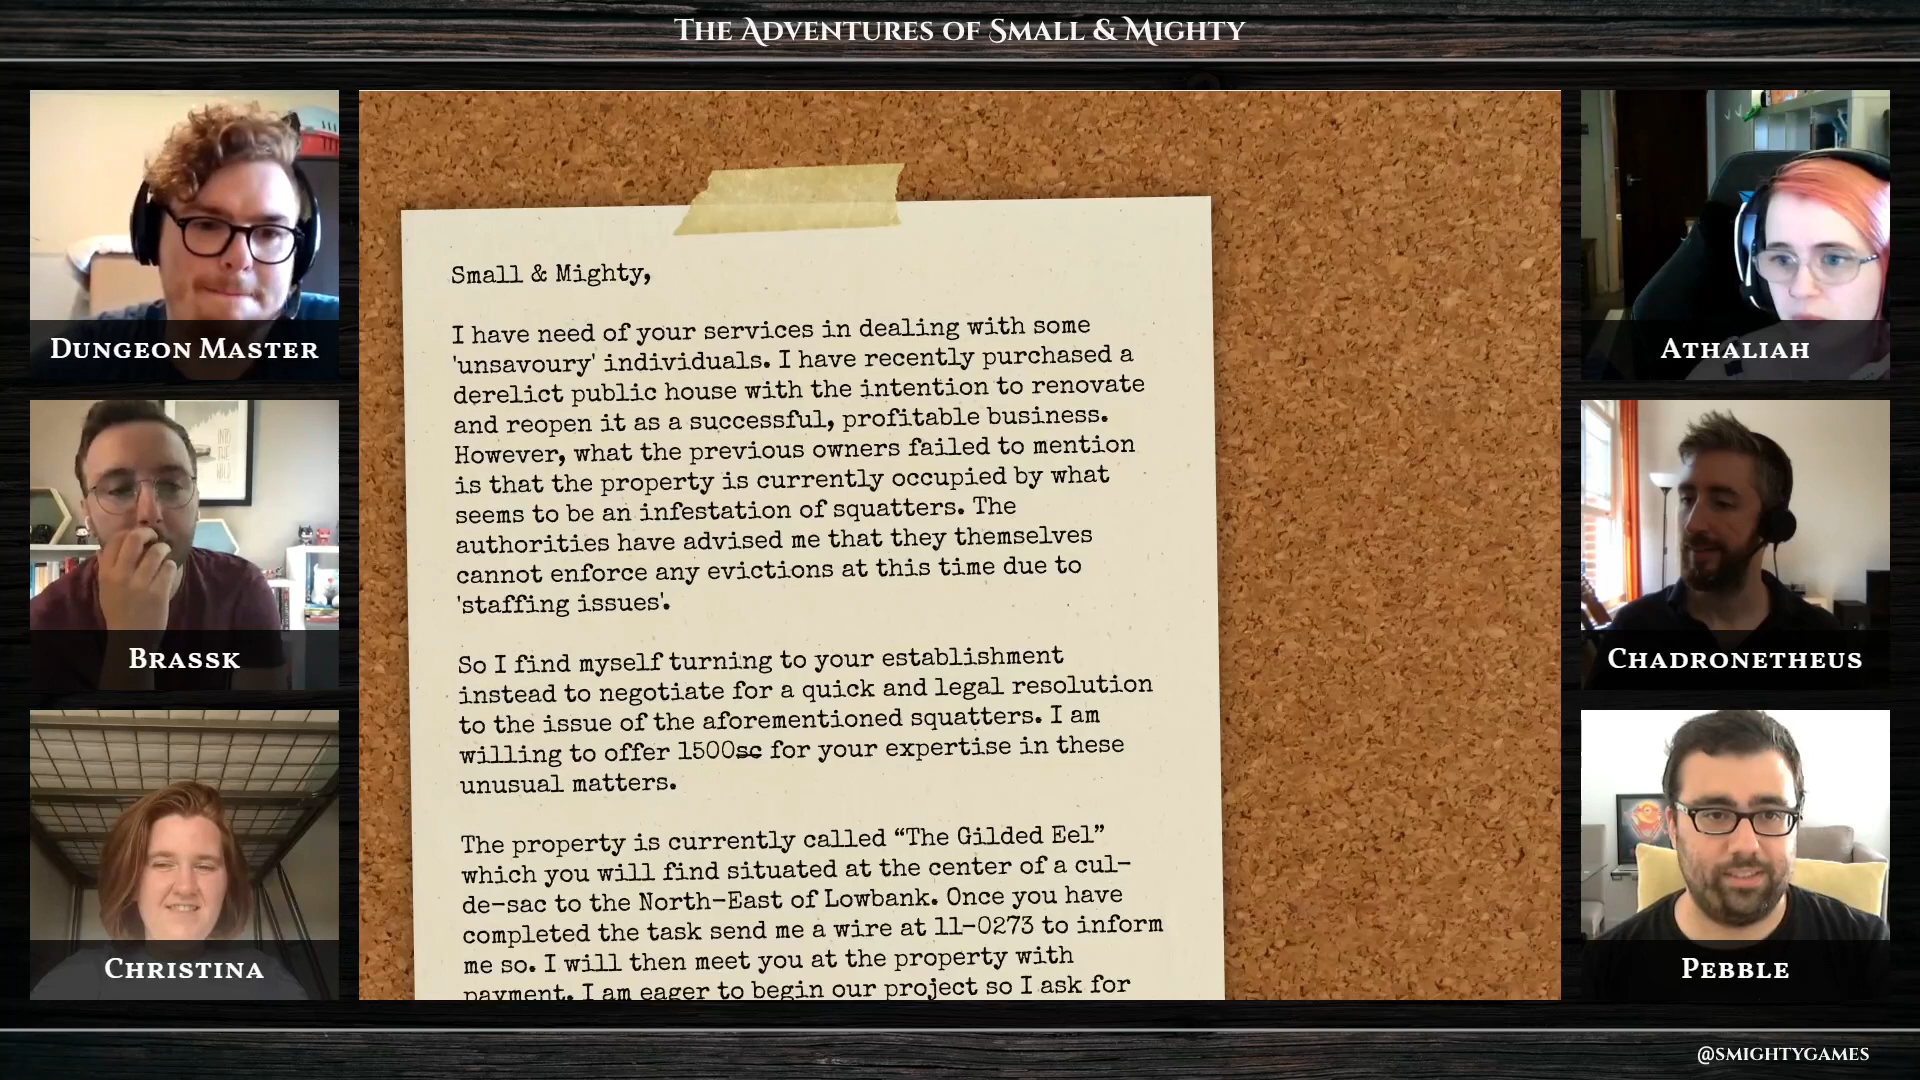 The Adventures of Small & Mighty
Dungeon Master
Brassk
INTO
THE
WILD
Christina
Small & Mighty,
I have need of your services in dealing with some
'unsavoury' individuals. I have recently purchased a
derelict public house with the intention to renovate
and reopen it as a successful, profitable business.
However, what the previous owners failed to mention
is that the property is currently occupied by what
seems to be an infestation of squatters. The
authorities have advised me that they themselves
cannot enforce any evictions at this time due to
'staffing issues'.
So I find myself turning to your establishment
instead to negotiate for a quick and legal resolution
to the issue of the aforementioned squatters. I am
willing to offer 1500sc for your expertise in these
unusual matters.
The property is currently called “The Gilded Eel”
which you will find situated at the center of a cul-
de-sac to the North-East of Lowbank. Once you have
completed the task send me a wire at 11-0273 to inform
me so. I will then meet you at the property with
payment. I am eager to begin our project so I ask for
Athaliah
Chadronetheus
Pebble
@smightygames